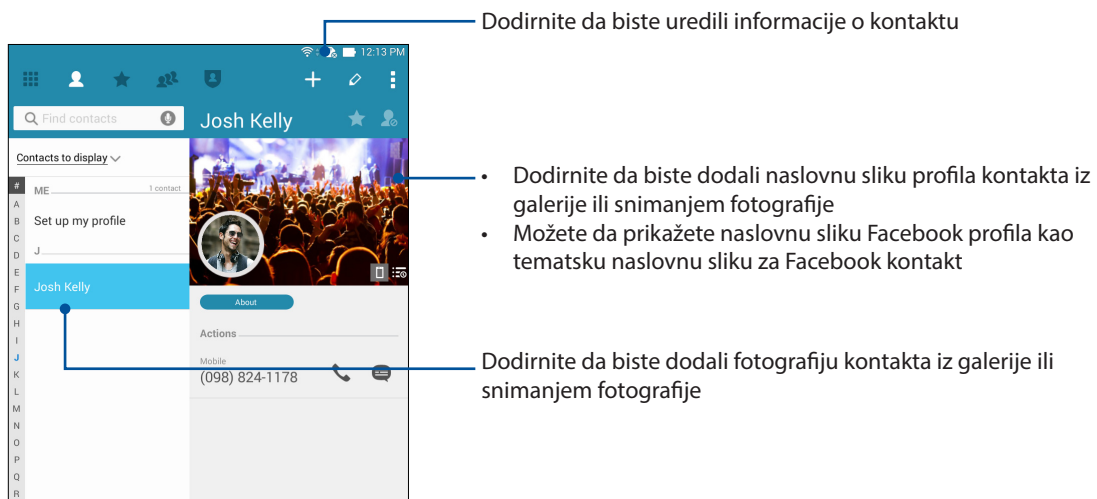 Dodirnite da biste uredili informacije o kontaktu
12:13 PM
Find contacts
Josh Kelly
Contacts to display
#
ME
1 contact
A
B
Set up my profile
C
D
J
E
F
Josh Kelly
G
H
I
J
K
L
M
N
O
P
Q
R
About
Actions
Mobile
(098) 824-1178
• Dodirnite da biste dodali naslovnu sliku profila kontakta iz
galerije ili snimanjem fotografije
• Možete da prikažete naslovnu sliku Facebook profila kao
tematsku naslovnu sliku za Facebook kontakt
Dodirnite da biste dodali fotografiju kontakta iz galerije ili
snimanjem fotografije